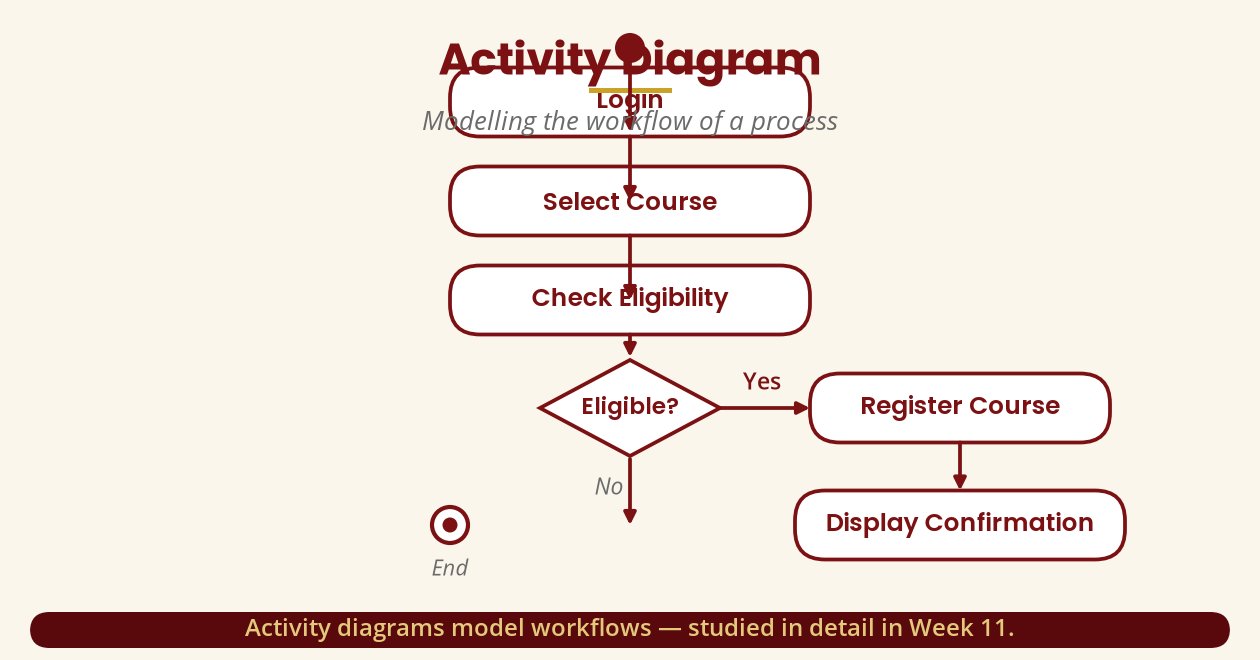 Activity Diagram
Login
Modelling the workflow of a process
Select Course
Check Eligibility
Eligible?
Yes
Register Course
No
Display Confirmation
End
Activity diagrams model workflows — studied in detail in Week 11.